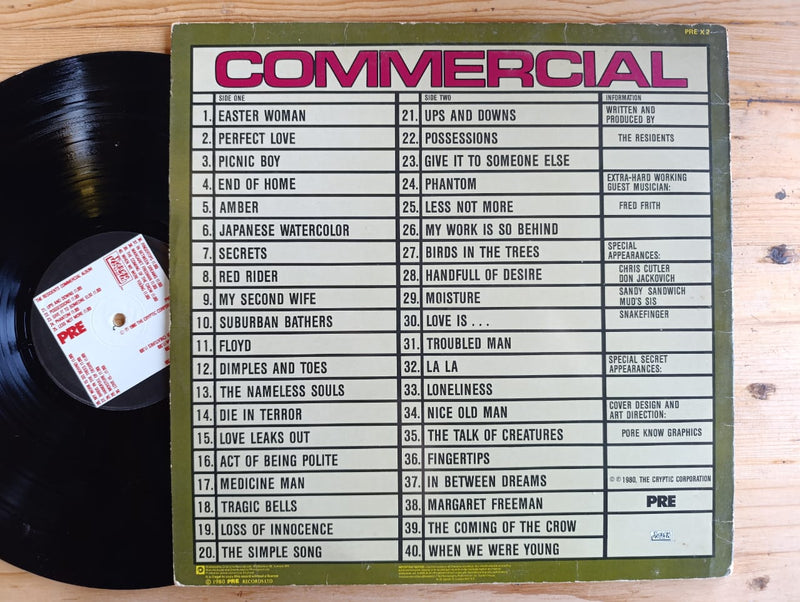 PRE X 2
COMMERCIAL
SIDE ONE
1. EASTER WOMAN
2. PERFECT LOVE
3. PICNIC BOY
4. END OF HOME
5. AMBER
6. JAPANESE WATERCOLOR
7. SECRETS
8. RED RIDER
9. MY SECOND WIFE
10. SUBURBAN BATHERS
11. FLOYD
12. DIMPLES AND TOES
13. THE NAMELESS SOULS
14. DIE IN TERROR
15. LOVE LEAKS OUT
16. ACT OF BEING POLITE
17. MEDICINE MAN
18. TRAGIC BELLS
19. LOSS OF INNOCENCE
20. THE SIMPLE SONG
SIDE TWO
21. UPS AND DOWNS
22. POSSESSIONS
23. GIVE IT TO SOMEONE ELSE
24. PHANTOM
25. LESS NOT MORE
26. MY WORK IS SO BEHIND
27. BIRDS IN THE TREES
28. HANDFULL OF DESIRE
29. MOISTURE
30. LOVE IS . . .
31. TROUBLED MAN
32. LA LA
33. LONELINESS
34. NICE OLD MAN
35. THE TALK OF CREATURES
36. FINGERTIPS
37. IN BETWEEN DREAMS
38. MARGARET FREEMAN
39. THE COMING OF THE CROW
40. WHEN WE WERE YOUNG
INFORMATION
WRITTEN AND
PRODUCED BY
THE RESIDENTS
EXTRA-HARD WORKING
GUEST MUSICIAN:
FRED FRITH
SPECIAL
APPEARANCES:
CHRIS CUTLER
DON JACKOVICH
SANDY SANDWICH
MUD'S SIS
SNAKEFINGER
SPECIAL SECRET
APPEARANCES:
COVER DESIGN AND
ART DIRECTION:
PORE KNOW GRAPHICS
© ℗ 1980, THE CRYPTIC CORPORATION
PRE
℗ 1980 PRE RECORDS LTD
THE RESIDENTS COMMERCIAL ALBUM
PRE